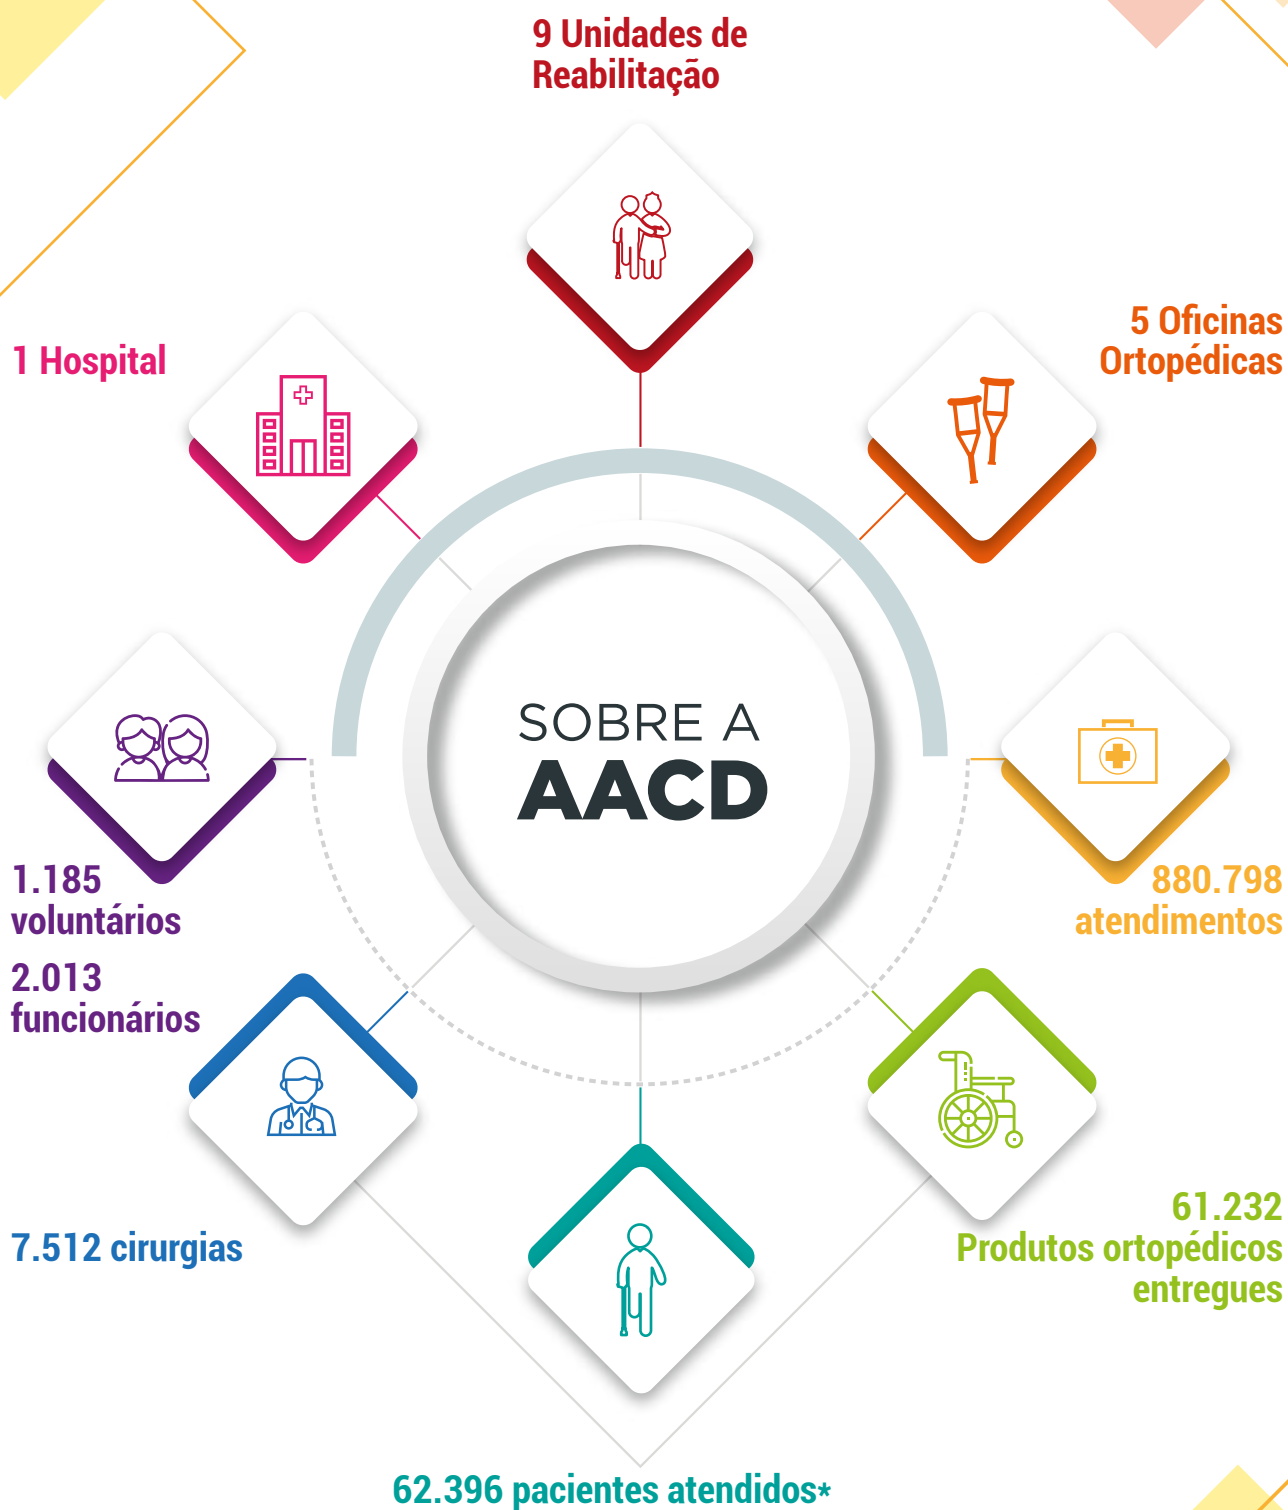 9 Unidades de
Reabilitação
1 Hospital
5 Oficinas
Ortopédicas
SOBRE A
AACD
1.185
voluntários
2.013
funcionários
880.798
atendimentos
7.512 cirurgias
61.232
Produtos ortopédicos
entregues
62.396 pacientes atendidos*